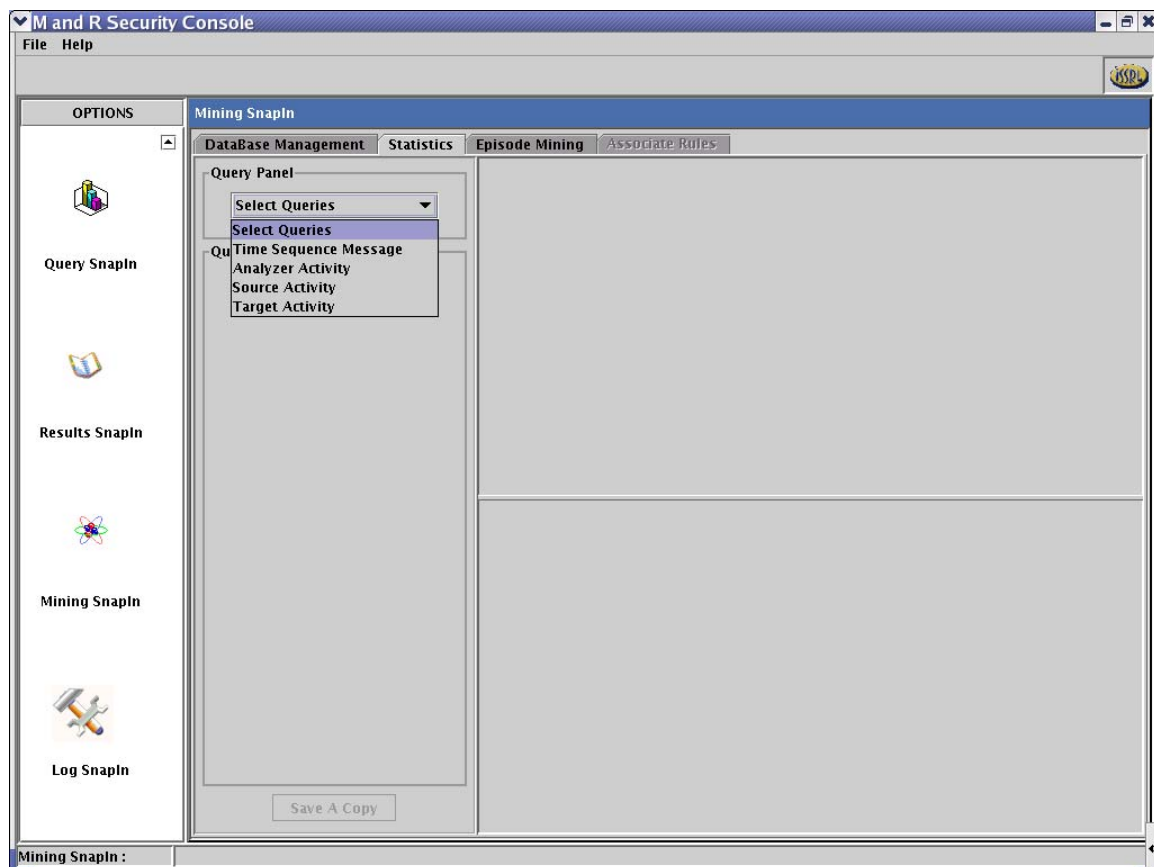 M and R Security Console
File Help
ISSRL
OPTIONS
Query SnapIn
Results SnapIn
Mining SnapIn
Log SnapIn
Mining SnapIn
DataBase Management Statistics Episode Mining Associate Rules
Query Panel
Select Queries
Select Queries
Qu
Time Sequence Message
Analyzer Activity
Source Activity
Target Activity
Save A Copy
Mining SnapIn :